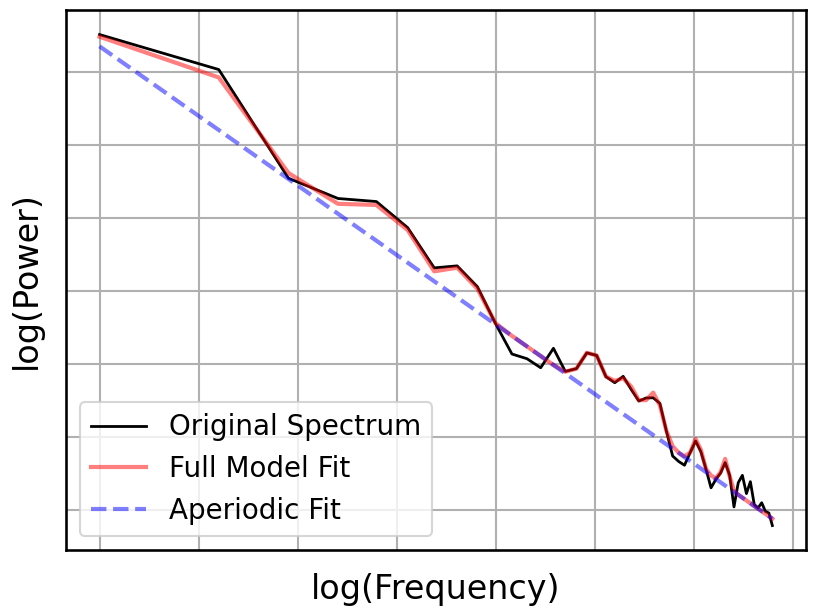 log(Power)
Original Spectrum
Full Model Fit
Aperiodic Fit
log(Frequency)